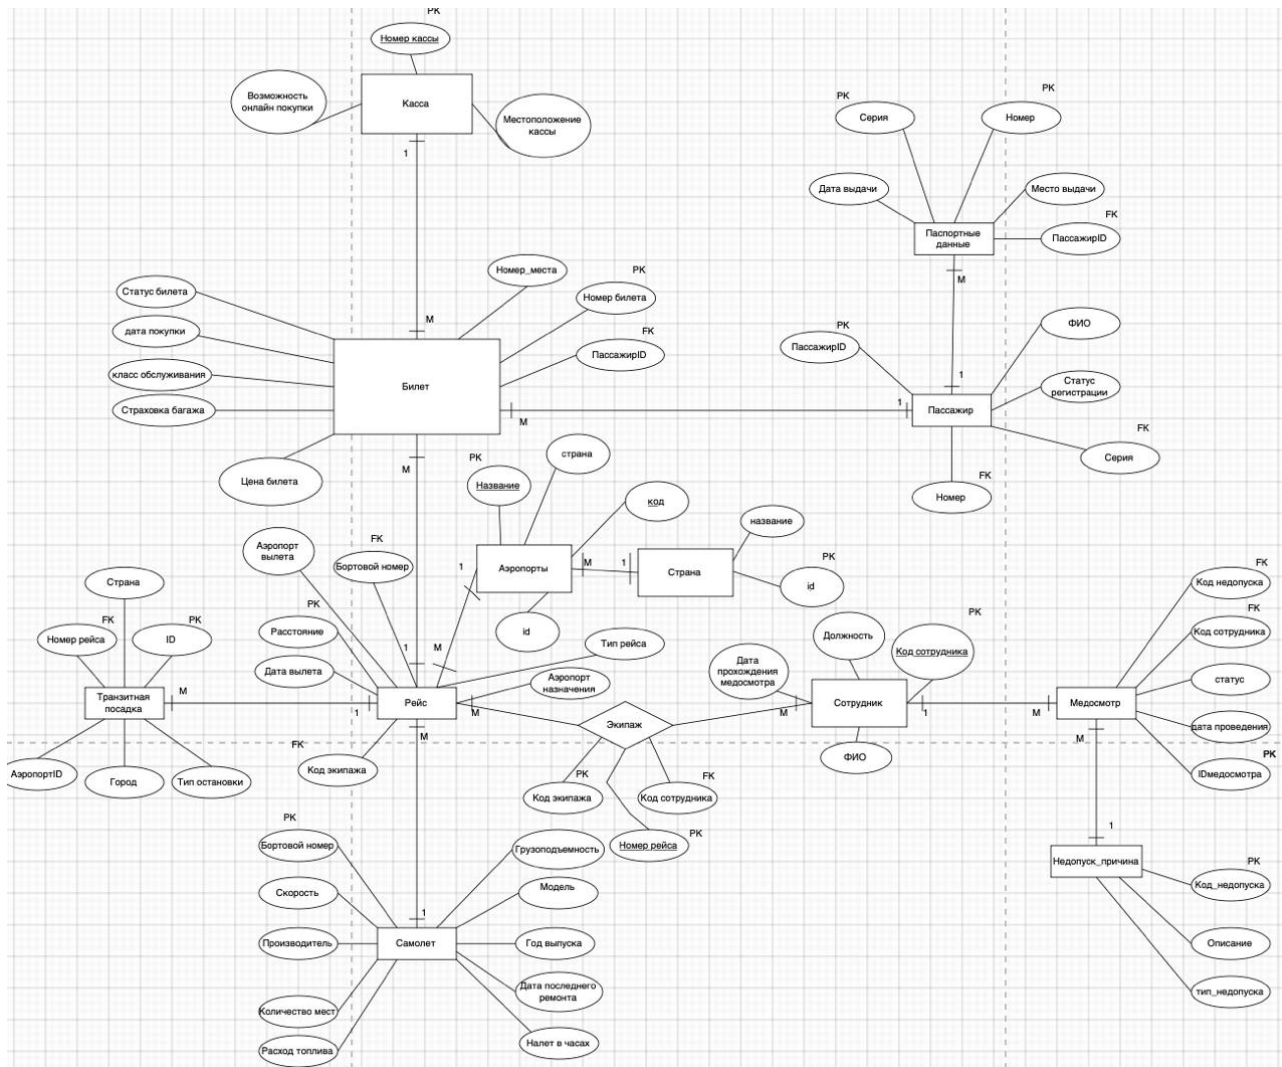 PK
Номер кассы
Возможность
онлайн покупки
Касса
Местоположение
кассы
1
PK
PK
Серия
Номер
Дата выдачи
Место выдачи
FK
Паспортные
данные
ПассажирID
M
Номер_места
PK
Статус билета
Номер билета
M
дата покупки
FK
ПассажирID
класс обслуживания
Билет
Страховка багажа
M
Цена билета
M
ФИО
PK
ПассажирID
1
Статус
регистрации
1
Пассажир
FK
Серия
FK
Номер
PK
страна
Название
код
Аэропорт
вылета
FK
Бортовой номер
1
Аэропорты
M
1
Страна
название
PK
id
id
Страна
FK
PK
Номер рейса
ID
PK
Расстояние
Дата вылета
1
M
Тип рейса
Аэропорт
назначения
M
Транзитная
посадка
1
Рейс
M
M
FK
Код экипажа
АэропортID
Город
Тип остановки
Экипаж
PK
Код экипажа
FK
Код сотрудника
Номер рейса
PK
Должность
PK
Код сотрудника
Дата
прохождения
медосмотра
M
Сотрудник
1
ФИО
M
Медосмотр
FK
Код недопуска
FK
Код сотрудника
статус
дата проведения
PK
IDмедосмотра
M
1
Недопуск_причина
PK
Код_недопуска
Описание
тип_недопуска
PK
Бортовой номер
Грузоподъемность
Скорость
Модель
1
Производитель
Самолет
Год выпуска
Количество мест
Дата последнего
ремонта
Расход топлива
Налет в часах